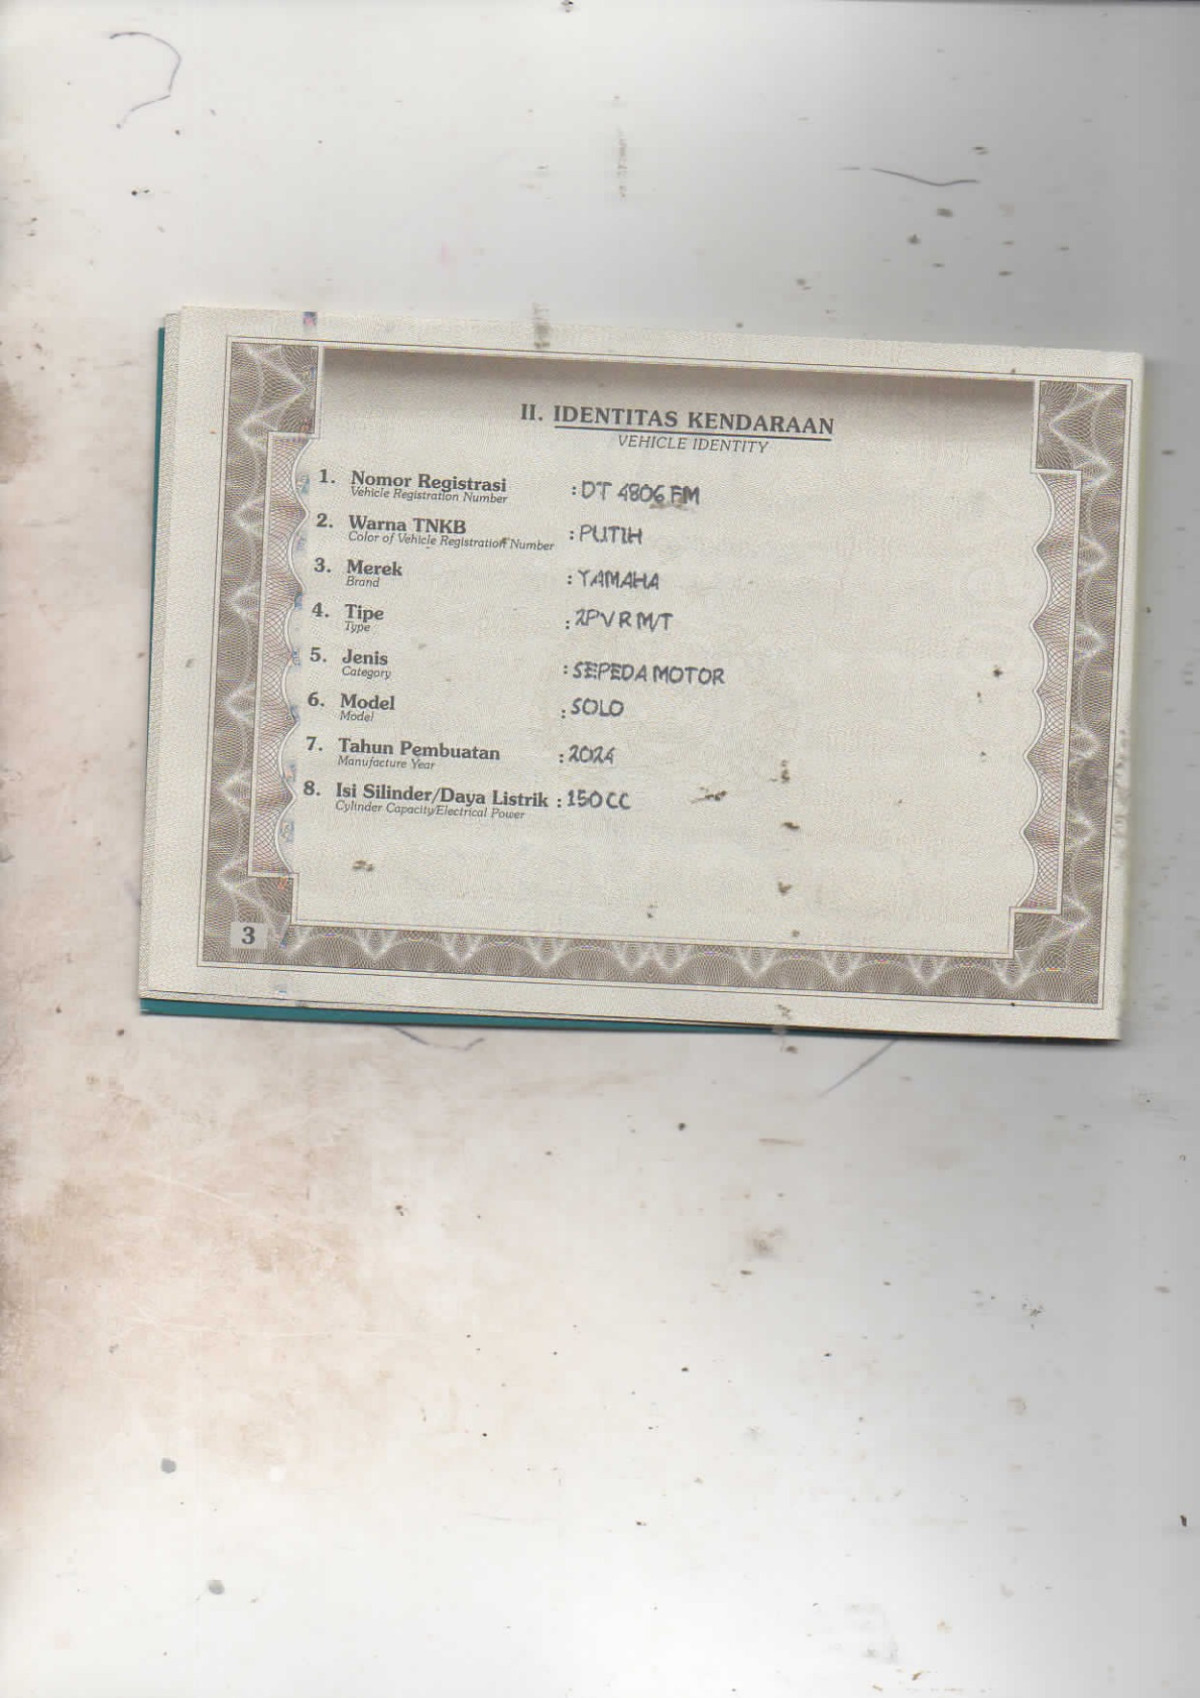 II. IDENTITAS KENDARAAN
VEHICLE IDENTITY
1. Nomor Registrasi : DT 4806 FM
Vehicle Registration Number
2. Warna TNKB : PUTIH
Color of Vehicle Registration Number
3. Merek : YAMAHA
Brand
4. Tipe : 2PV R M/T
Type
5. Jenis : SEPEDA MOTOR
Category
6. Model : SOLO
Model
7. Tahun Pembuatan : 2024
Manufacture Year
8. Isi Silinder/Daya Listrik : 150 CC
Cylinder Capacity/Electrical Power
3